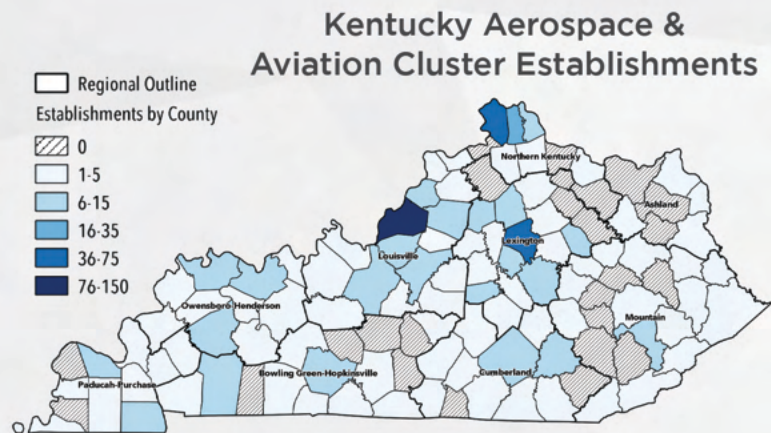 Kentucky Aerospace &
Aviation Cluster Establishments
Regional Outline
Establishments by County
0
1-5
6-15
16-35
36-75
76-150
Northern Kentucky
Ashland
Lexington
Louisville
Owensboro-Henderson
Mountain
Bowling Green-Hopkinsville
Cumberland
Paducah-Purchase